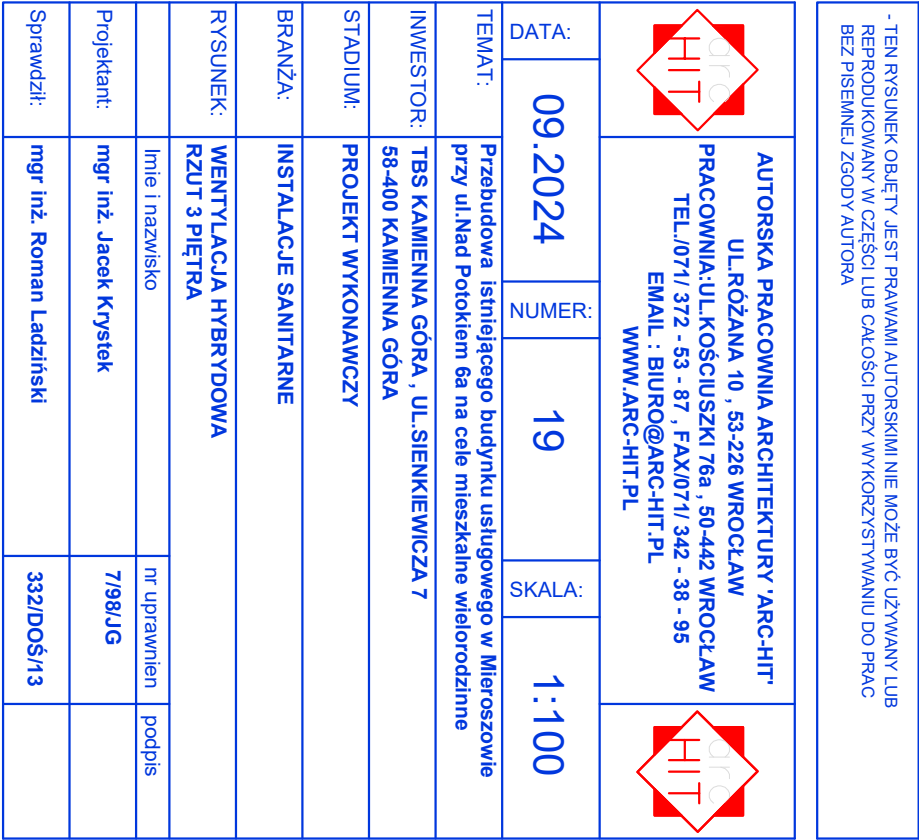 - TEN RYSUNEK OBJĘTY JEST PRAWAMI AUTORSKIMI NIE MOŻE BYĆ UŻYWANY LUB
REPRODUKOWANY W CZĘŚCI LUB CAŁOŚCI PRZY WYKORZYSTYWANIU DO PRAC
BEZ PISEMNEJ ZGODY AUTORA
arc
HIT
AUTORSKA PRACOWNIA ARCHITEKTURY 'ARC-HIT'
UL.RÓŻANA 10 , 53-226 WROCŁAW
PRACOWNIA:UL.KOŚCIUSZKI 76a , 50-442 WROCŁAW
TEL./071/ 372 - 53 - 87 , FAX/071/ 342 - 38 - 95
EMAIL : BIURO@ARC-HIT.PL
WWW.ARC-HIT.PL
arc
HIT
DATA: 09.2024 NUMER: 19 SKALA: 1:100
TEMAT: Przebudowa istniejącego budynku usługowego w Mieroszowie
przy ul.Nad Potokiem 6a na cele mieszkalne wielorodzinne
INWESTOR: TBS KAMIENNA GÓRA , UL.SIENKIEWICZA 7
58-400 KAMIENNA GÓRA
STADIUM: PROJEKT WYKONAWCZY
BRANŻA: INSTALACJE SANITARNE
RYSUNEK: WENTYLACJA HYBRYDOWA
RZUT 3 PIĘTRA
Imie i nazwisko nr uprawnien podpis
Projektant: mgr inż. Jacek Krystek 7/98/JG
Sprawdził: mgr inż. Roman Ladziński 332/DOŚ/13